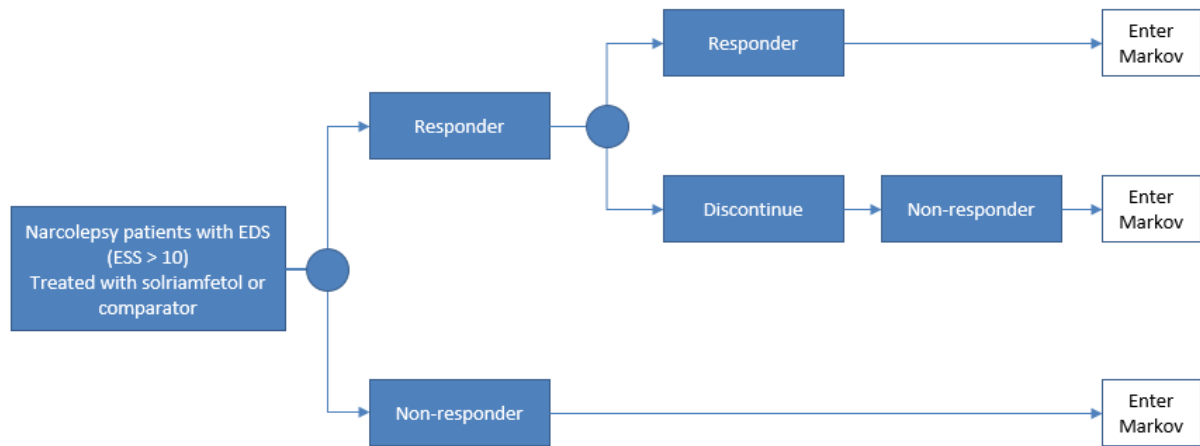 Responder
Enter
Markov
Responder
Discontinue
Non-responder
Enter
Markov
Narcolepsy patients with EDS
(ESS > 10)
Treated with solriamfetol or
comparator
Non-responder
Enter
Markov